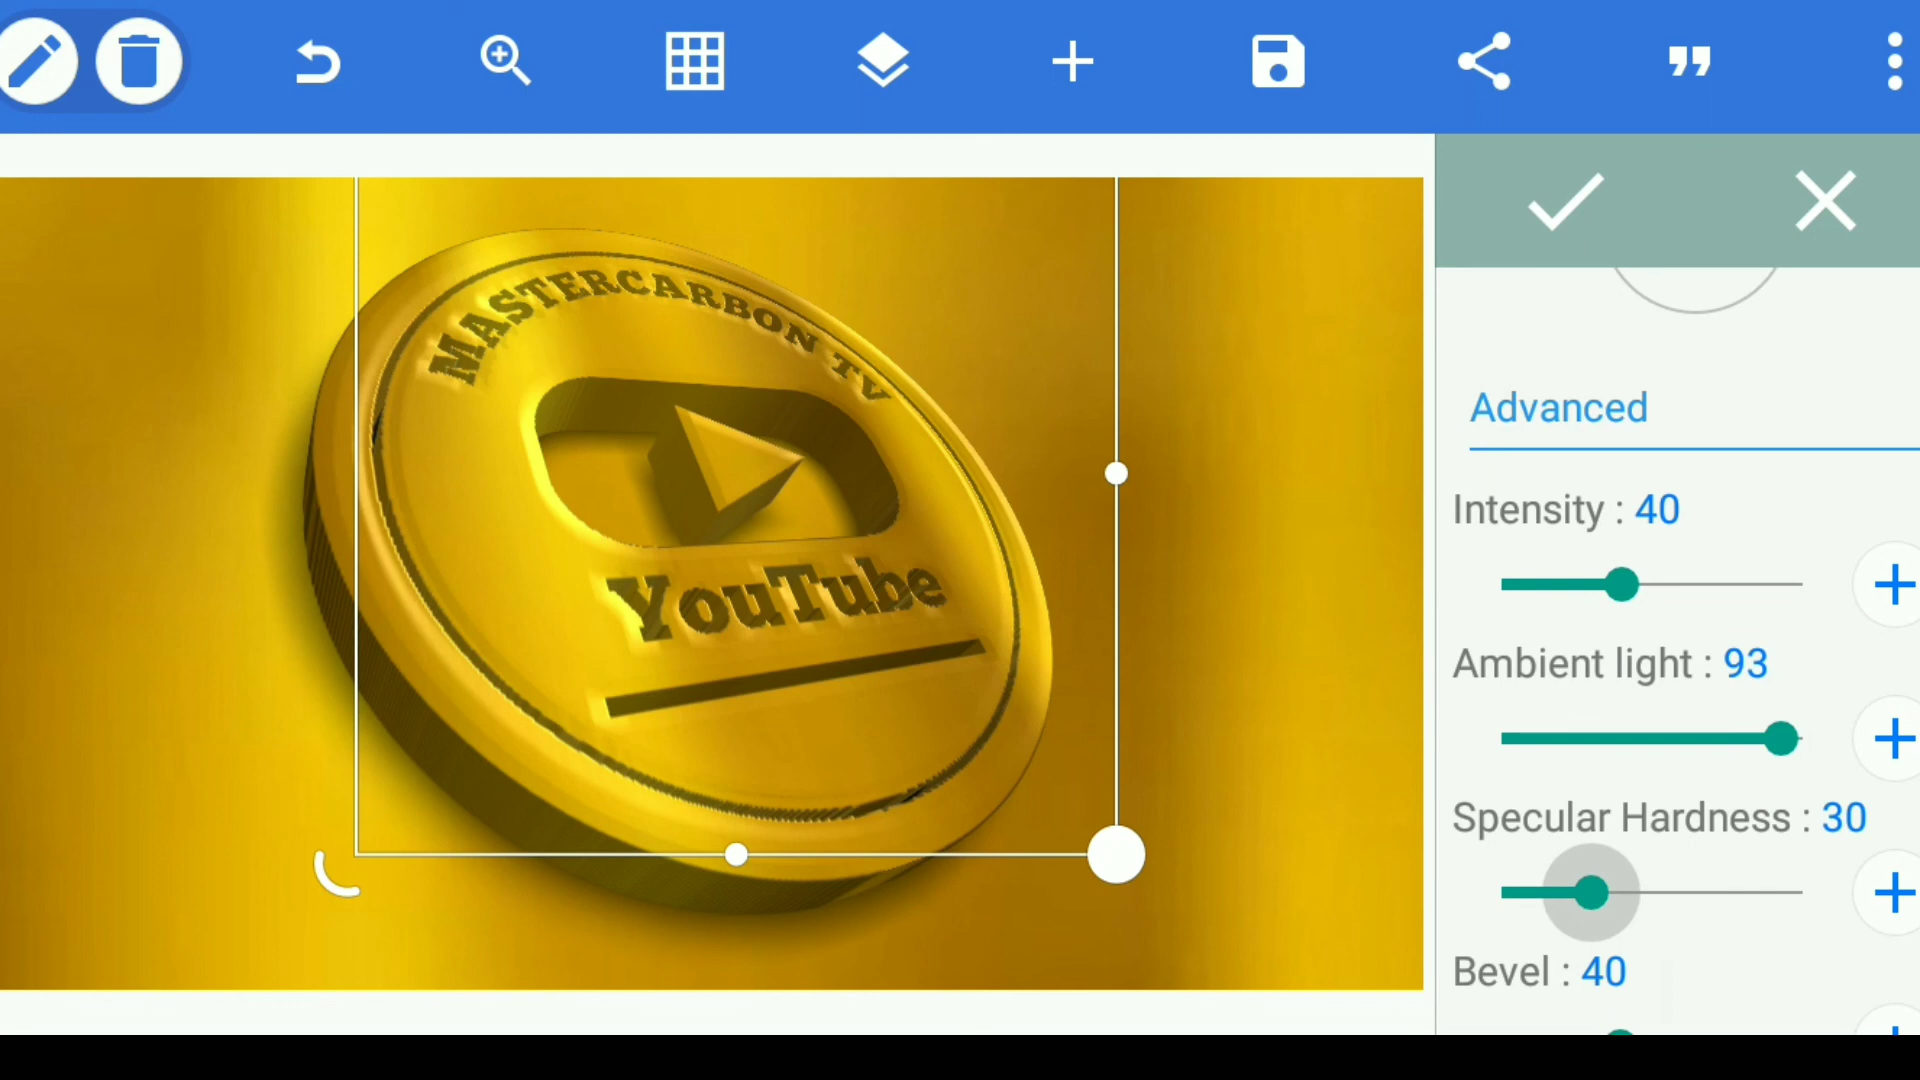 MASTERCARBON TV
YouTube
Advanced
Intensity : 40
Ambient light : 93
Specular Hardness : 30
Bevel : 40